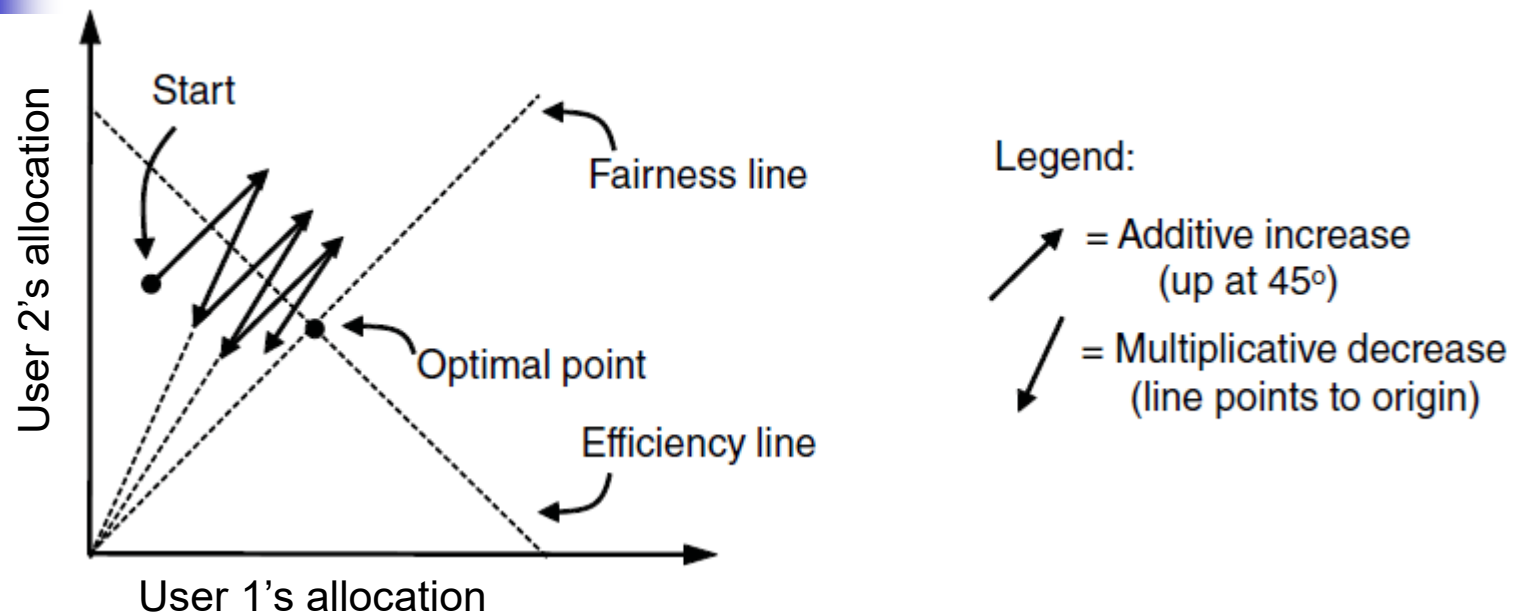 Start
Fairness line
Optimal point
Efficiency line
User 2's allocation
User 1's allocation
Legend:
= Additive increase
(up at 45º)
= Multiplicative decrease
(line points to origin)